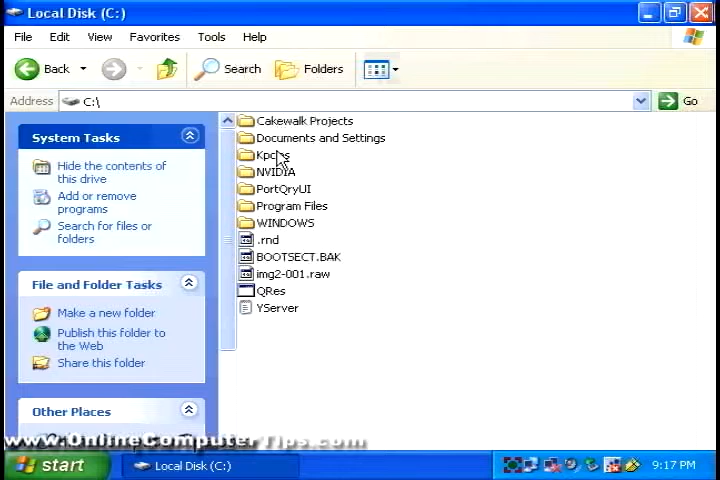 Local Disk (C:)
File Edit View Favorites Tools Help
Back Search Folders
Address C:\ Go
System Tasks
Hide the contents of
this drive
Add or remove
programs
Search for files or
folders
File and Folder Tasks
Make a new folder
Publish this folder to
the Web
Share this folder
Other Places
Cakewalk Projects
Documents and Settings
NVIDIA
PortQryUI
Program Files
WINDOWS
.rnd
BOOTSECT.BAK
img2-001.raw
QRes
YServer
www.OnlineComputerTips.com
start Local Disk (C:) 9:17 PM